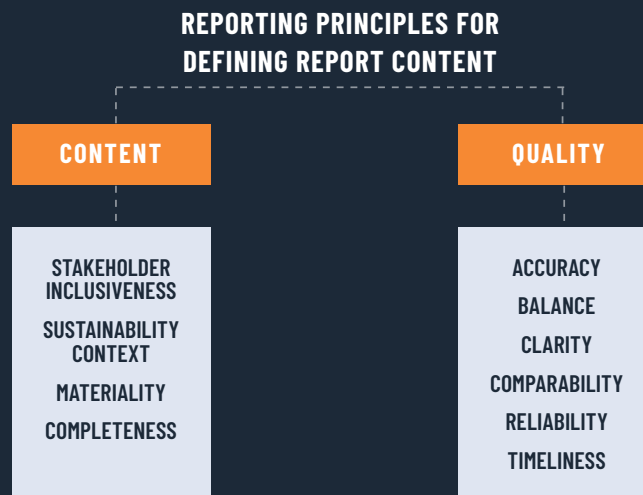 REPORTING PRINCIPLES FOR
DEFINING REPORT CONTENT
CONTENT
STAKEHOLDER
INCLUSIVENESS
SUSTAINABILITY
CONTEXT
MATERIALITY
COMPLETENESS
QUALITY
ACCURACY
BALANCE
CLARITY
COMPARABILITY
RELIABILITY
TIMELINESS